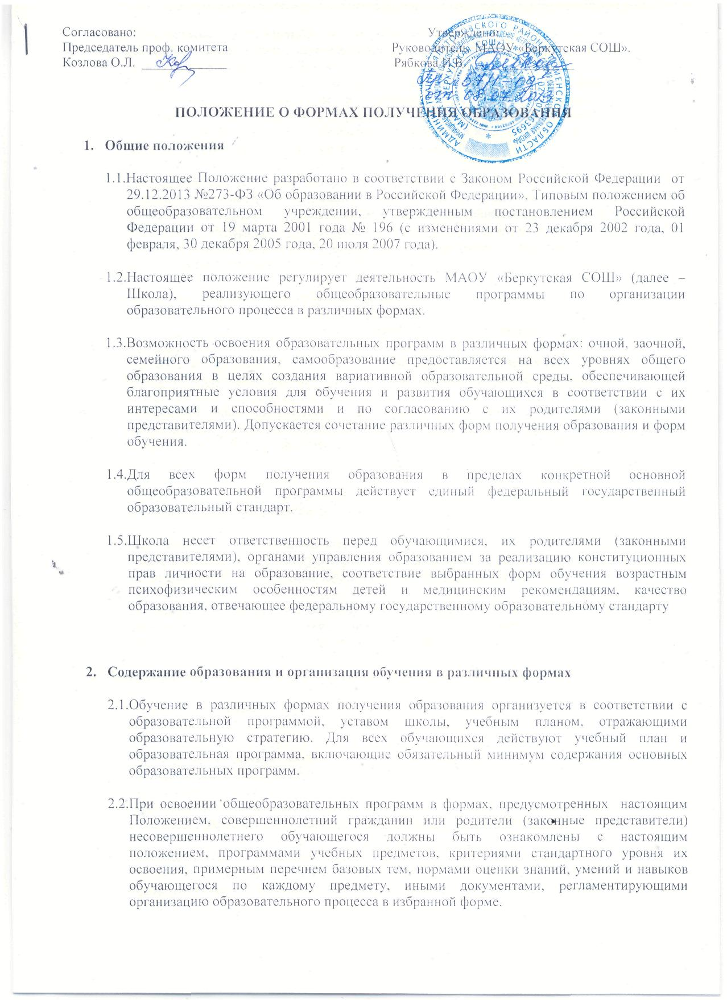 Согласовано:
Утверждено:
Председатель проф. комитета
Руководитель МАОУ «Беркутская СОШ».
Козлова О.Л.
Рябкова И.В.
от 08.07.2013
ПОЛОЖЕНИЕ О ФОРМАХ ПОЛУЧЕНИЯ ОБРАЗОВАНИЯ
1. Общие положения
1.1.Настоящее Положение разработано в соответствии с Законом Российской Федерации от
29.12.2013 №273-ФЗ «Об образовании в Российской Федерации», Типовым положением об
общеобразовательном учреждении, утвержденным постановлением Российской
Федерации от 19 марта 2001 года № 196 (с изменениями от 23 декабря 2002 года, 01
февраля, 30 декабря 2005 года, 20 июля 2007 года).
1.2.Настоящее положение регулирует деятельность МАОУ «Беркутская СОШ» (далее –
Школа), реализующего общеобразовательные программы по организации
образовательного процесса в различных формах.
1.3.Возможность освоения образовательных программ в различных формах: очной, заочной,
семейного образования, самообразование предоставляется на всех уровнях общего
образования в целях создания вариативной образовательной среды, обеспечивающей
благоприятные условия для обучения и развития обучающихся в соответствии с их
интересами и способностями и по согласованию с их родителями (законными
представителями). Допускается сочетание различных форм получения образования и форм
обучения.
1.4.Для всех форм получения образования в пределах конкретной основной
общеобразовательной программы действует единый федеральный государственный
образовательный стандарт.
1.5.Школа несет ответственность перед обучающимися, их родителями (законными
представителями), органами управления образованием за реализацию конституционных
прав личности на образование, соответствие выбранных форм обучения возрастным
психофизическим особенностям детей и медицинским рекомендациям, качество
образования, отвечающее федеральному государственному образовательному стандарту
2. Содержание образования и организация обучения в различных формах
2.1.Обучение в различных формах получения образования организуется в соответствии с
образовательной программой, уставом школы, учебным планом, отражающими
образовательную стратегию. Для всех обучающихся действуют учебный план и
образовательная программа, включающие обязательный минимум содержания основных
образовательных программ.
2.2.При освоении общеобразовательных программ в формах, предусмотренных настоящим
Положением, совершеннолетний гражданин или родители (законные представители)
несовершеннолетнего обучающегося должны быть ознакомлены с настоящим
положением, программами учебных предметов, критериями стандартного уровня их
освоения, примерным перечнем базовых тем, нормами оценки знаний, умений и навыков
обучающегося по каждому предмету, иными документами, регламентирующими
организацию образовательного процесса в избранной форме.